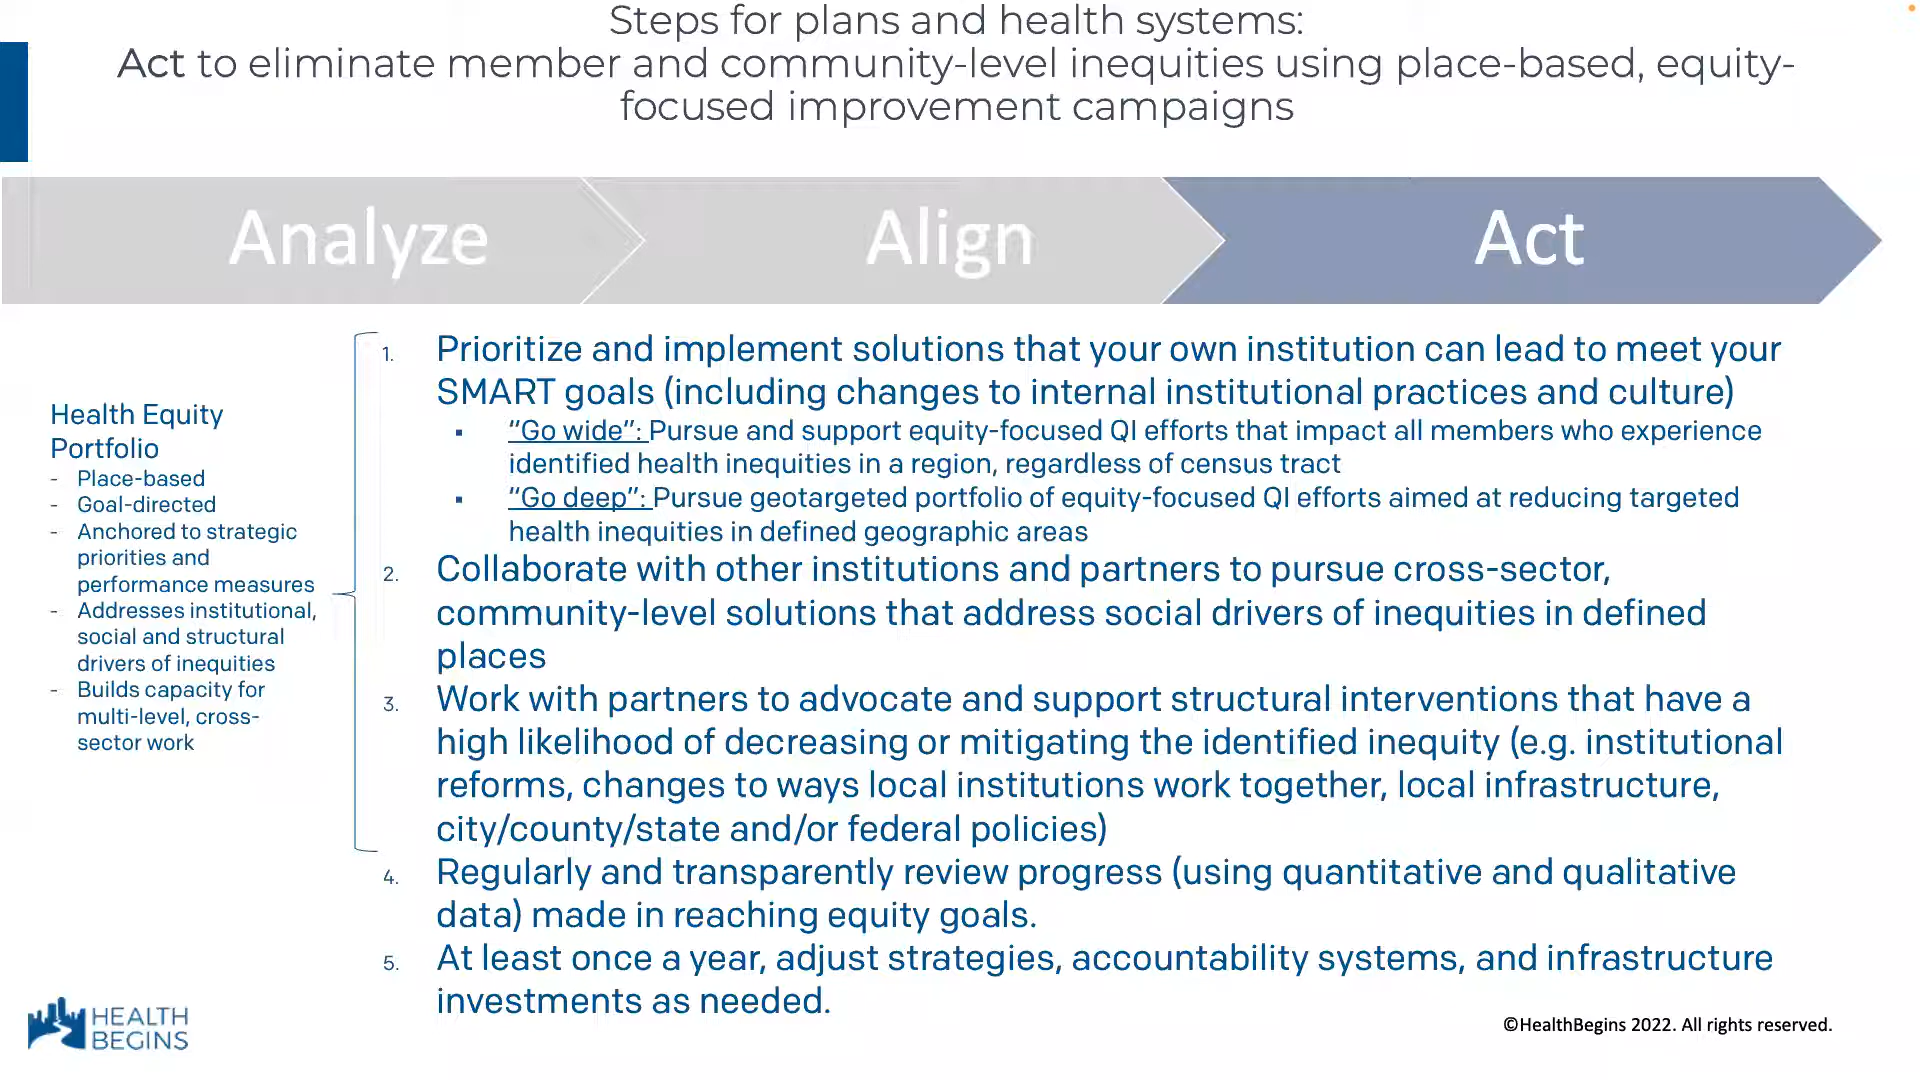 Steps for plans and health systems:
Act to eliminate member and community-level inequities using place-based, equity-
focused improvement campaigns
Analyze
Align
Act
Health Equity
Portfolio
- Place-based
- Goal-directed
- Anchored to strategic
priorities and
performance measures
- Addresses institutional,
social and structural
drivers of inequities
- Builds capacity for
multi-level, cross-
sector work
1. Prioritize and implement solutions that your own institution can lead to meet your
SMART goals (including changes to internal institutional practices and culture)
▪ “Go wide”: Pursue and support equity-focused QI efforts that impact all members who experience
identified health inequities in a region, regardless of census tract
▪ “Go deep”: Pursue geotargeted portfolio of equity-focused QI efforts aimed at reducing targeted
health inequities in defined geographic areas
2. Collaborate with other institutions and partners to pursue cross-sector,
community-level solutions that address social drivers of inequities in defined
places
3. Work with partners to advocate and support structural interventions that have a
high likelihood of decreasing or mitigating the identified inequity (e.g. institutional
reforms, changes to ways local institutions work together, local infrastructure,
city/county/state and/or federal policies)
4. Regularly and transparently review progress (using quantitative and qualitative
data) made in reaching equity goals.
5. At least once a year, adjust strategies, accountability systems, and infrastructure
investments as needed.
HEALTH
BEGINS
©HealthBegins 2022. All rights reserved.